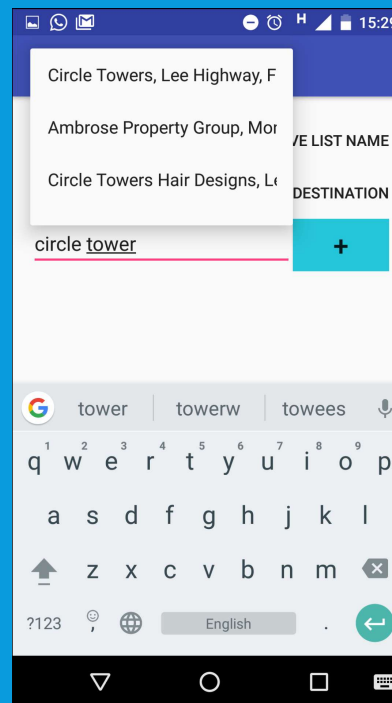 H 15:29
Circle Towers, Lee Highway, F
Ambrose Property Group, Mor
VE LIST NAME
Circle Towers Hair Designs, Le
DESTINATION
circle tower
+
G tower towerw towees
1 2 3 4 5 6 7 8 9
q w e r t y u i o p
a s d f g h j k l
z x c v b n m
?123 , English .